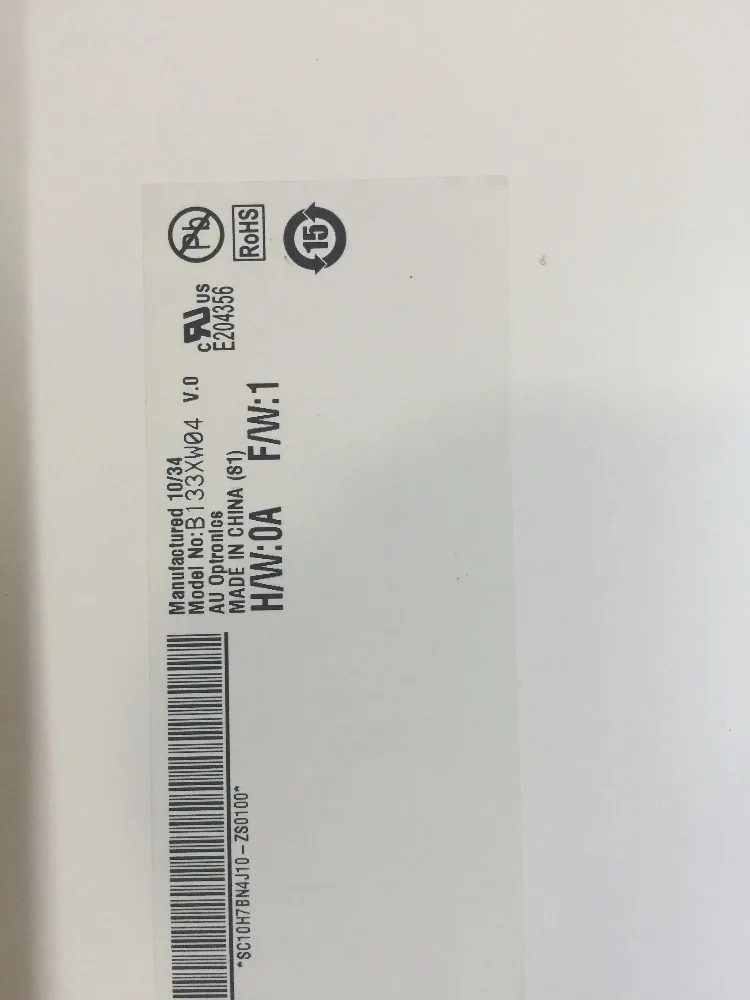 Manufactured 10/34
Model No:B133XW04 V.0
AU Optronics
MADE IN CHINA (S1)
H/W:0A F/W:1
c RU US
E204356
Pb
RoHS
15
*SC10H7BN4J10-ZS0100*